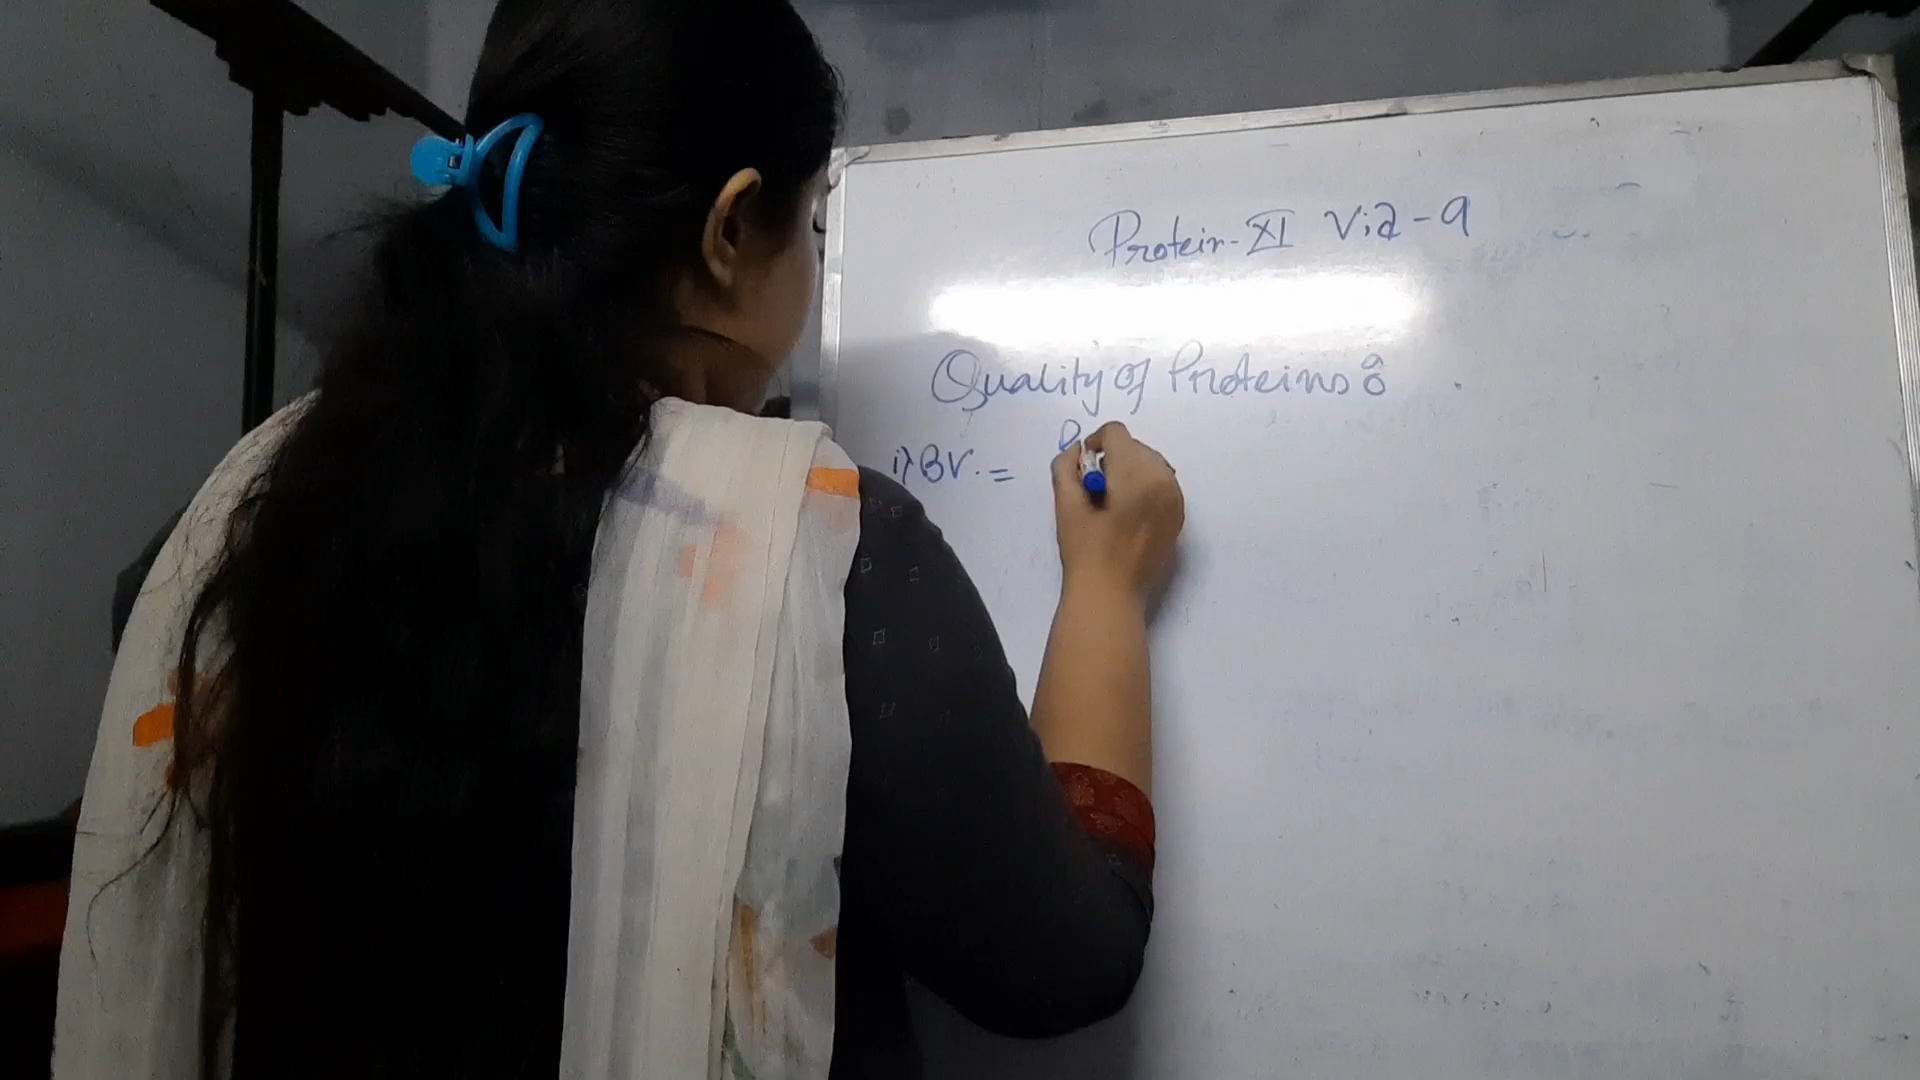 Protein-XI Vid-9
Quality of Proteins:
i) BV. =